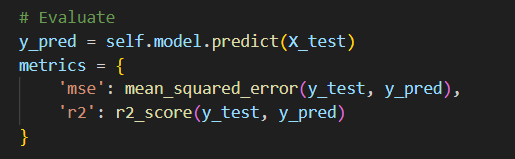 # Evaluate
y_pred = self.model.predict(X_test)
metrics = {
    'mse': mean_squared_error(y_test, y_pred),
    'r2': r2_score(y_test, y_pred)
}